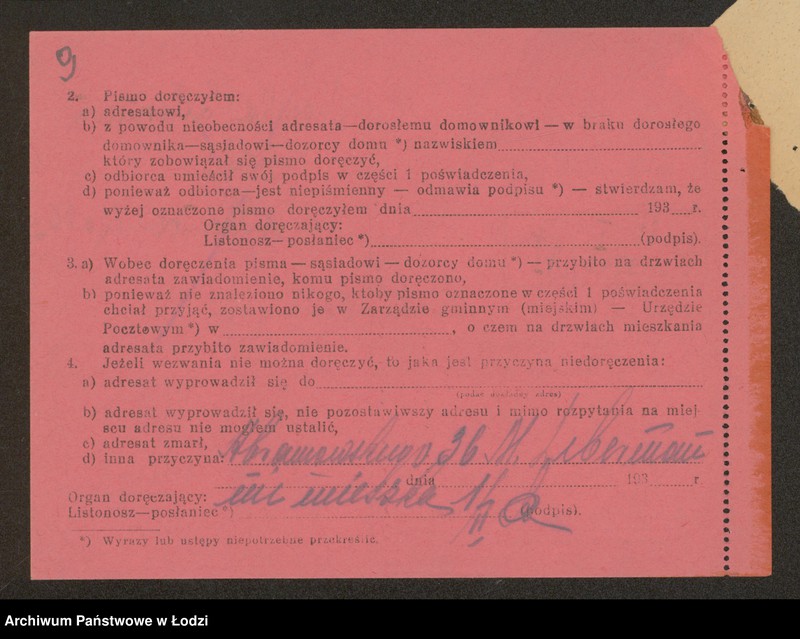 9
2. Pismo doręczyłem:
a) adresatowi,
b) z powodu nieobecności adresata—dorosłemu domownikowi — w braku dorosłego
domownika—sąsiadowi—dozorcy domu *) nazwiskiem
który zobowiązał się pismo doręczyć,
c) odbiorca umieścił swój podpis w części 1 poświadczenia,
d) ponieważ odbiorca—jest niepiśmienny — odmawia podpisu *) — stwierdzam, że
wyżej oznaczone pismo doręczyłem dnia 193 r.
Organ doręczający:
Listonosz—posłaniec *) (podpis).
3. a) Wobec doręczenia pisma — sąsiadowi — dozorcy domu *) — przybito na drzwiach
adresata zawiadomienie, komu pismo doręczono,
b) ponieważ nie znaleziono nikogo, ktoby pismo oznaczone w części 1 poświadczenia
chciał przyjąć, zostawiono je w Zarządzie gminnym (miejskim) — Urzędzie
Pocztowym *) w , o czem na drzwiach mieszkania
adresata przybito zawiadomienie.
4. Jeżeli wezwania nie można doręczyć, to jaka jest przyczyna niedoręczenia:
a) adresat wyprowadził się do
(podać dokładny adres)
b) adresat wyprowadził się, nie pozostawiwszy adresu i mimo rozpytania na miej-
scu adresu nie mogłem ustalić,
c) adresat zmarł,
d) inna przyczyna: Abramowskiego 36 M. Liberman
dnia 193 r.
Organ doręczający: nie mieszka 1/II
Listonosz—posłaniec *) (podpis).
*) Wyrazy lub ustępy niepotrzebne przekreślić.
Archiwum Państwowe w Łodzi